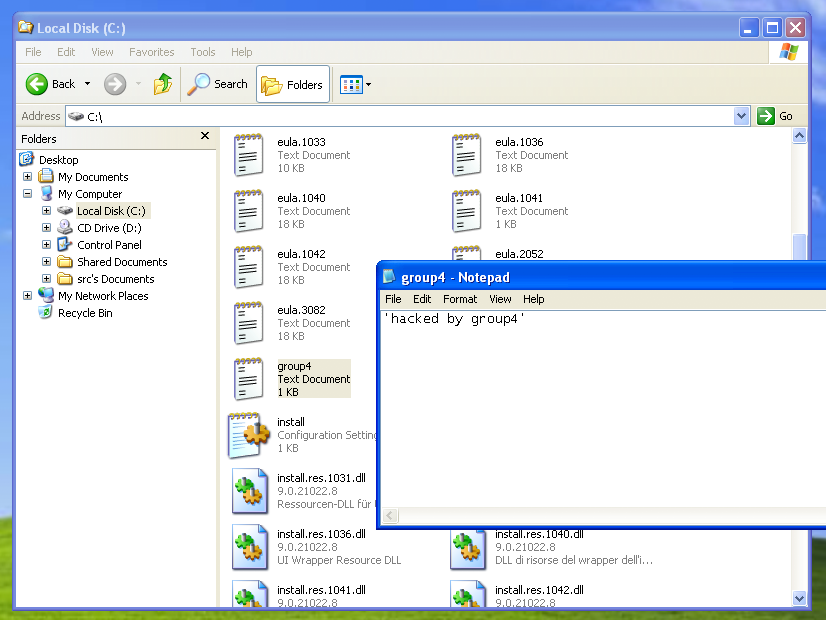 Local Disk (C:)
File Edit View Favorites Tools Help
Back Search Folders
Address C:\ Go
Folders
Desktop
My Documents
My Computer
Local Disk (C:)
CD Drive (D:)
Control Panel
Shared Documents
src's Documents
My Network Places
Recycle Bin
eula.1033
Text Document
10 KB
eula.1036
Text Document
18 KB
eula.1040
Text Document
18 KB
eula.1041
Text Document
1 KB
eula.1042
Text Document
18 KB
eula.2052
eula.3082
Text Document
18 KB
group4
Text Document
1 KB
install
Configuration Setting
1 KB
install.res.1031.dll
9.0.21022.8
Ressourcen-DLL für
install.res.1036.dll
9.0.21022.8
UI Wrapper Resource DLL
install.res.1040.dll
9.0.21022.8
DLL di risorse del wrapper dell'i...
install.res.1041.dll
9.0.21022.8
install.res.1042.dll
9.0.21022.8
group4 - Notepad
File Edit Format View Help
'hacked by group4'